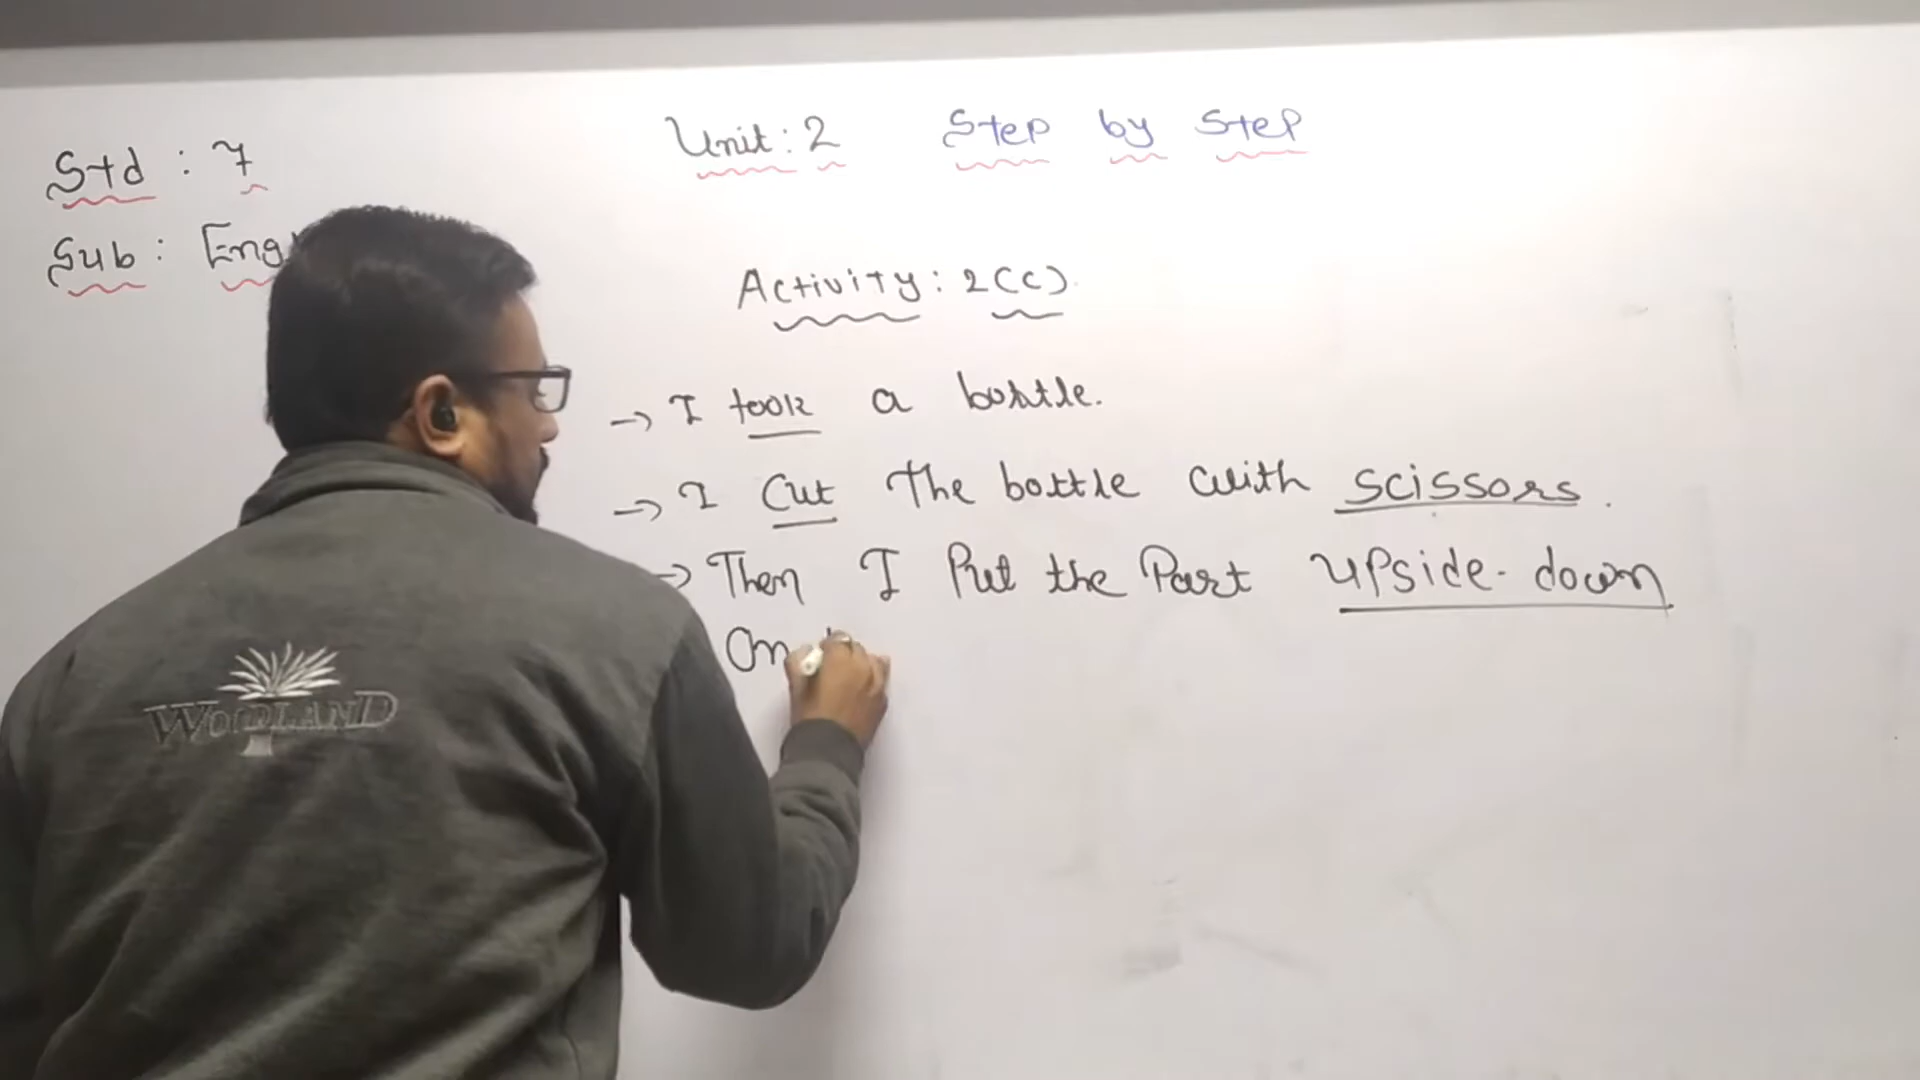 Std : 7
Unit : 2 Step by Step
Sub : Eng
Activity : 2(C)
→ I took a bottle.
→ I cut the bottle with scissors.
→ Then I Put the Part upside-down
On
WOODLAND